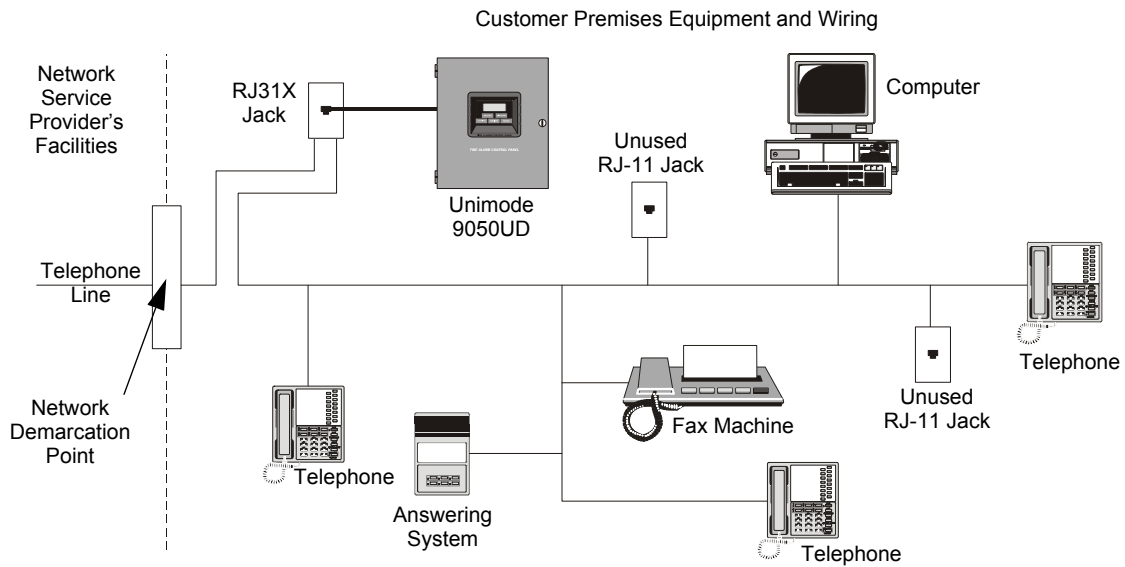 Customer Premises Equipment and Wiring
Network
Service
Provider's
Facilities
RJ31X
Jack
Unimode
9050UD
Unused
RJ-11 Jack
Computer
Telephone
Line
Telephone
Unused
RJ-11 Jack
Network
Demarcation
Point
Telephone
Fax Machine
Answering
System
Telephone